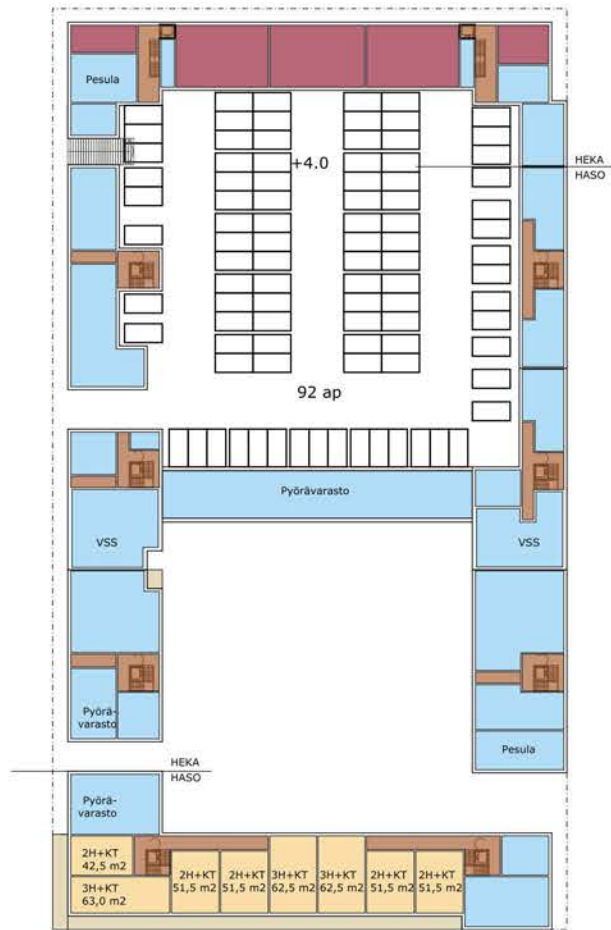 Pesula
+4.0
HEKA
HASO
92 ap
Pyörävarasto
VSS
VSS
Pyörä-
varasto
Pesula
HEKA
HASO
Pyörä-
varasto
2H+KT
42,5 m2
3H+KT
63,0 m2
2H+KT
51,5 m2
2H+KT
51,5 m2
3H+KT
62,5 m2
3H+KT
62,5 m2
2H+KT
51,5 m2
2H+KT
51,5 m2